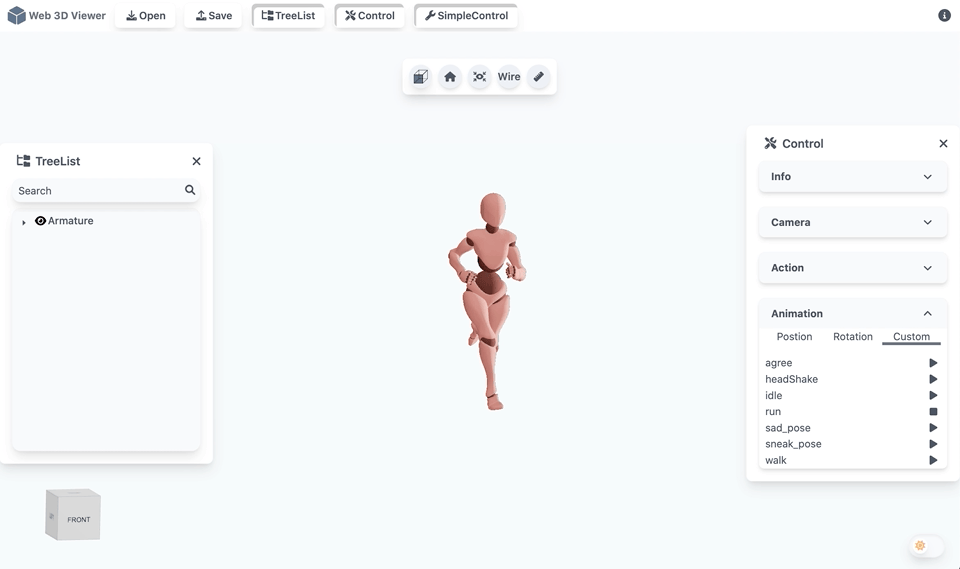 Web 3D Viewer Open Save TreeList Control SimpleControl
Wire
TreeList
Search
Armature
FRONT
Control
Info
Camera
Action
Animation
Postion Rotation Custom
agree
headShake
idle
run
sad_pose
sneak_pose
walk